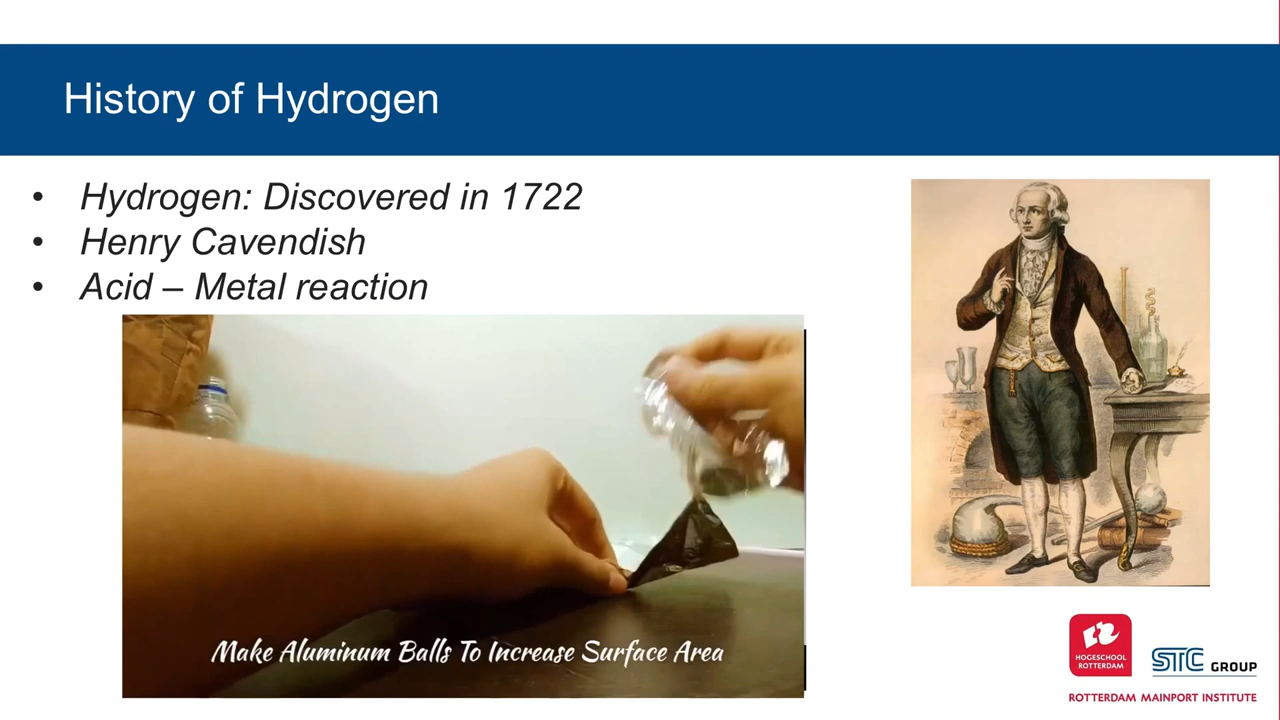 History of Hydrogen
• Hydrogen: Discovered in 1722
• Henry Cavendish
• Acid – Metal reaction
Make Aluminum Balls To Increase Surface Area
HOGESCHOOL
ROTTERDAM
STC GROUP
ROTTERDAM MAINPORT INSTITUTE